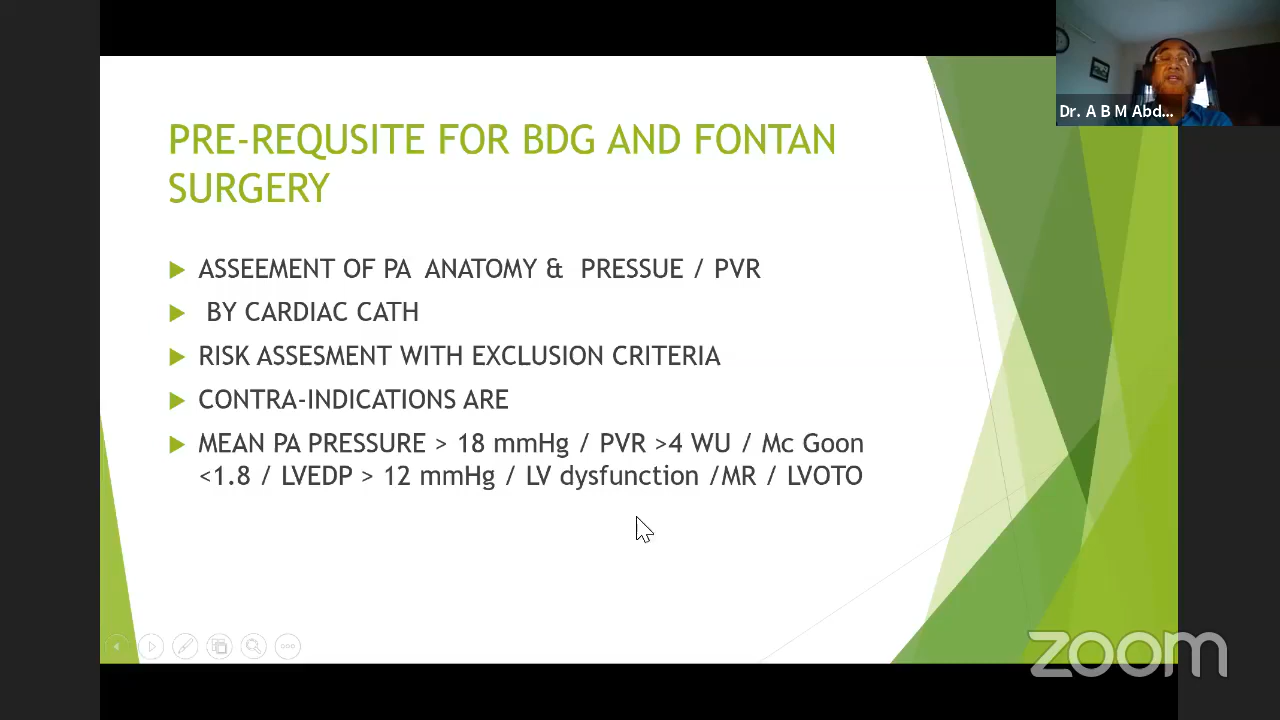 PRE-REQUSITE FOR BDG AND FONTAN
SURGERY
ASSEEMENT OF PA ANATOMY & PRESSUE / PVR
BY CARDIAC CATH
RISK ASSESMENT WITH EXCLUSION CRITERIA
CONTRA-INDICATIONS ARE
MEAN PA PRESSURE > 18 mmHg / PVR >4 WU / Mc Goon
<1.8 / LVEDP > 12 mmHg / LV dysfunction /MR / LVOTO
Dr. A B M Abd...
zoom